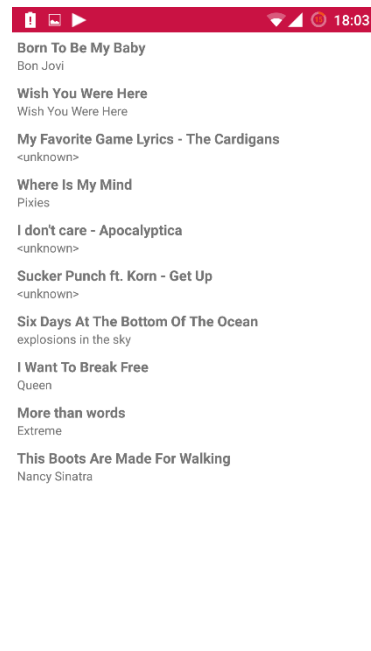 18:03
Born To Be My Baby
Bon Jovi
Wish You Were Here
Wish You Were Here
My Favorite Game Lyrics - The Cardigans
<unknown>
Where Is My Mind
Pixies
I don't care - Apocalyptica
<unknown>
Sucker Punch ft. Korn - Get Up
<unknown>
Six Days At The Bottom Of The Ocean
explosions in the sky
I Want To Break Free
Queen
More than words
Extreme
This Boots Are Made For Walking
Nancy Sinatra